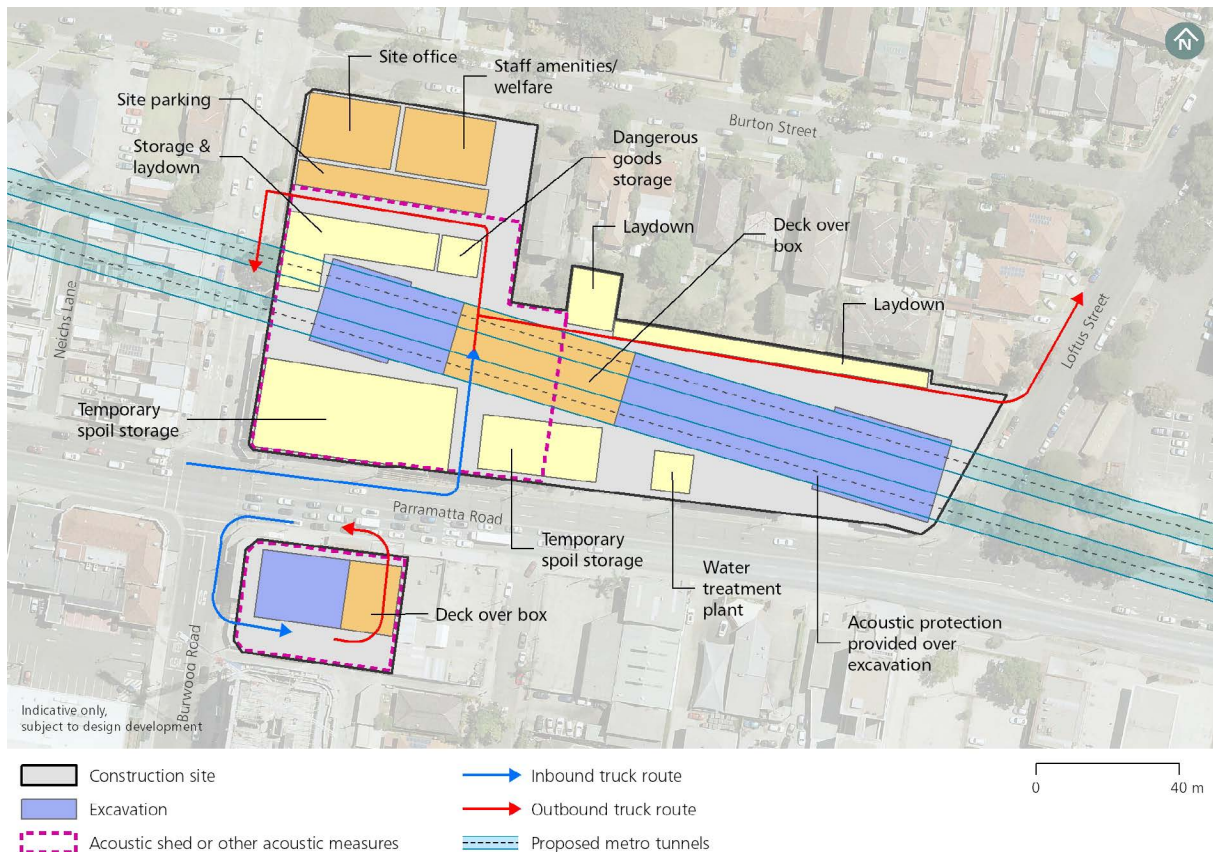 N
Site office
Staff amenities/
welfare
Site parking
Burton Street
Storage &
laydown
Dangerous
goods
storage
Laydown
Deck over
box
Laydown
Neichs Lane
Loftus Street
Temporary
spoil storage
Parramatta Road
Temporary
spoil storage
Water
treatment
plant
Deck over box
Acoustic protection
provided over
excavation
Burwood Road
Indicative only,
subject to design development
Construction site
Inbound truck route
0 40 m
Excavation
Outbound truck route
Acoustic shed or other acoustic measures
Proposed metro tunnels